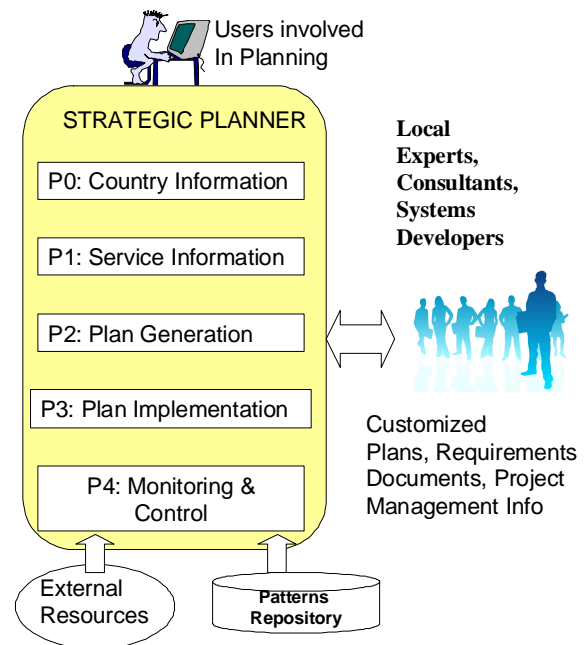 Users involved
In Planning
STRATEGIC PLANNER
P0: Country Information
P1: Service Information
P2: Plan Generation
P3: Plan Implementation
P4: Monitoring &
Control
External
Resources
Patterns
Repository
Local
Experts,
Consultants,
Systems
Developers
Customized
Plans, Requirements
Documents, Project
Management Info